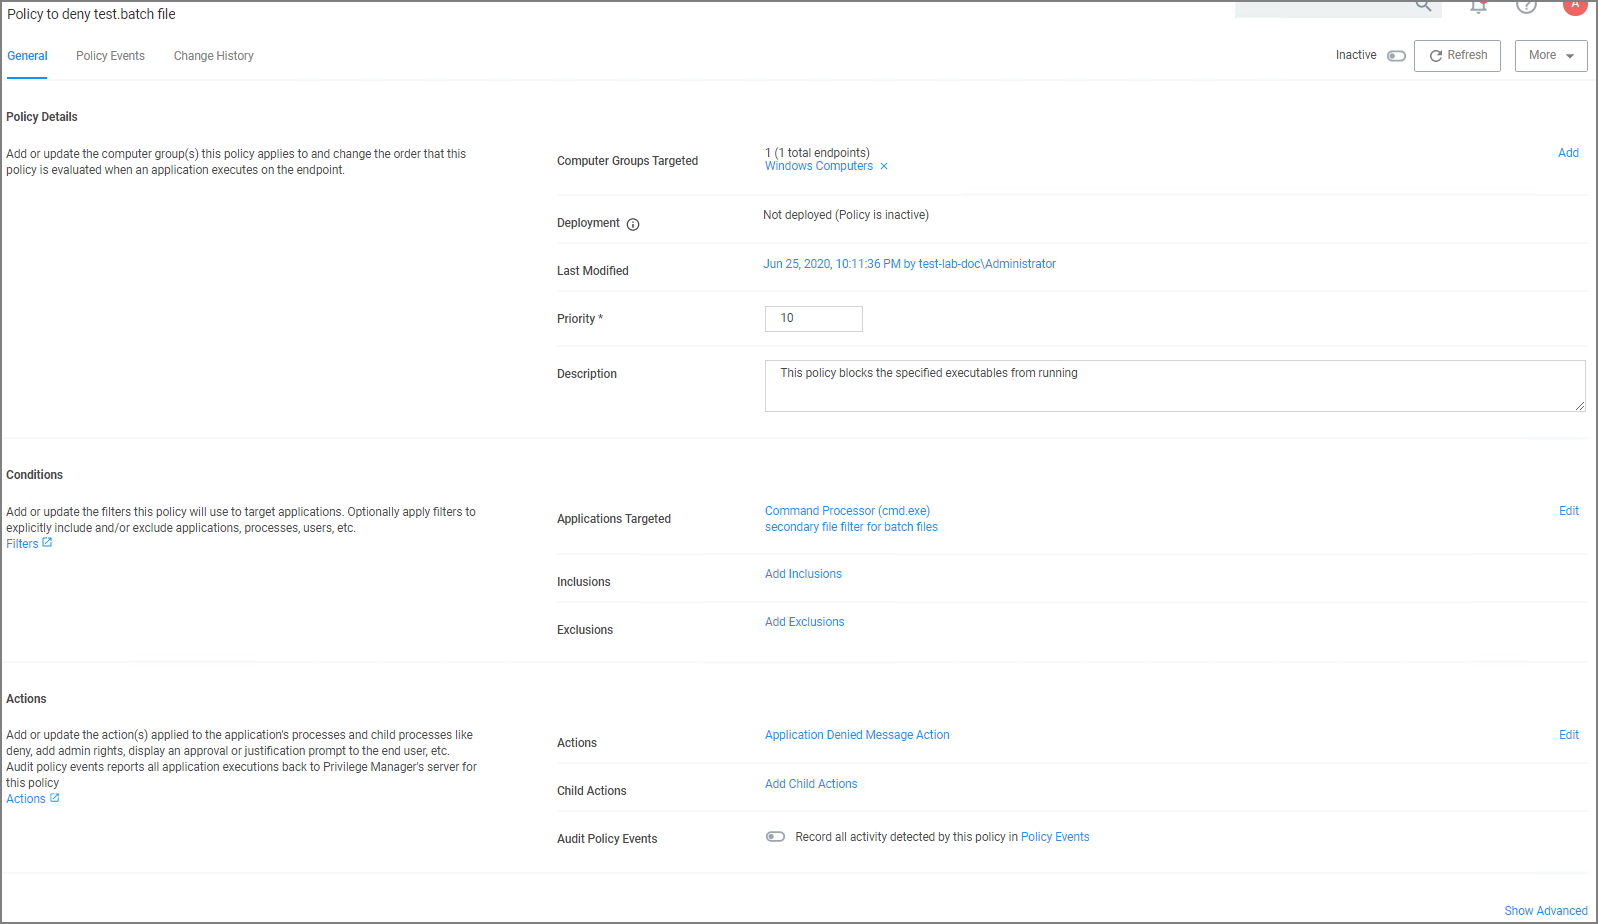 Policy to deny test.batch file
?
A
General
Policy Events
Change History
Inactive
Refresh
More
Policy Details
Add or update the computer group(s) this policy applies to and change the order that this
policy is evaluated when an application executes on the endpoint.
Computer Groups Targeted
1 (1 total endpoints)
Windows Computers ×
Add
Deployment
Not deployed (Policy is inactive)
Last Modified
Jun 25, 2020, 10:11:36 PM by test-lab-doc\Administrator
Priority *
10
Description
This policy blocks the specified executables from running
Conditions
Add or update the filters this policy will use to target applications. Optionally apply filters to
explicitly include and/or exclude applications, processes, users, etc.
Filters
Applications Targeted
Command Processor (cmd.exe)
secondary file filter for batch files
Edit
Inclusions
Add Inclusions
Exclusions
Add Exclusions
Actions
Add or update the action(s) applied to the application's processes and child processes like
deny, add admin rights, display an approval or justification prompt to the end user, etc.
Audit policy events reports all application executions back to Privilege Manager's server for
this policy
Actions
Actions
Application Denied Message Action
Edit
Child Actions
Add Child Actions
Audit Policy Events
Record all activity detected by this policy in Policy Events
Show Advanced